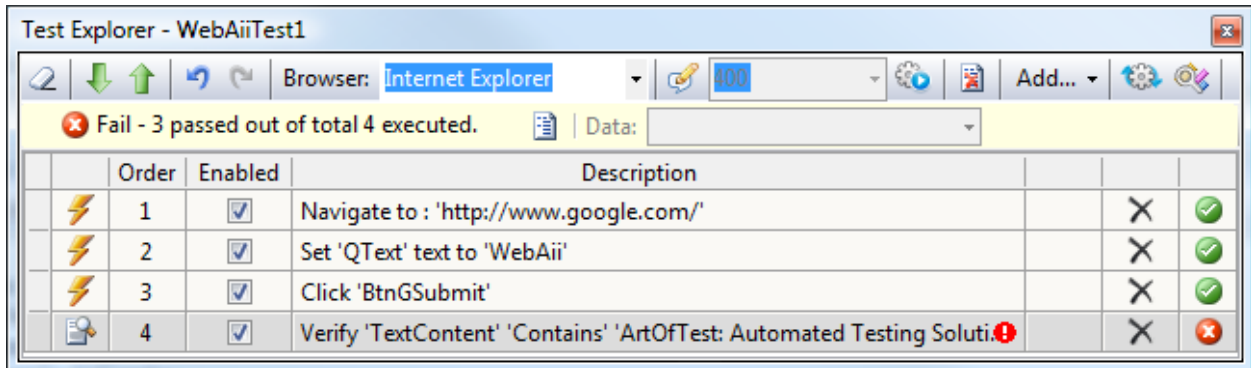 Test Explorer - WebAiiTest1
Browser: Internet Explorer 400 Add...
Fail - 3 passed out of total 4 executed. Data:
Order Enabled Description
1 Navigate to : 'http://www.google.com/'
2 Set 'QText' text to 'WebAii'
3 Click 'BtnGSubmit'
4 Verify 'TextContent' 'Contains' 'ArtOfTest: Automated Testing Soluti.